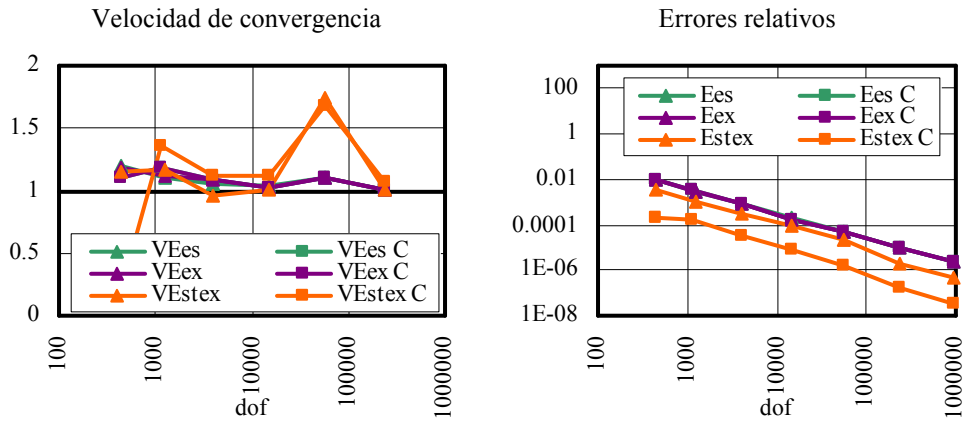 Velocidad de convergencia
2
1.5
1
0.5
0
VEes
VEes C
VEex
VEex C
VEstex
VEstex C
100
1000
10000
100000
1000000
dof
Errores relativos
100
1
0.01
0.0001
1E-06
1E-08
Ees
Ees C
Eex
Eex C
Estex
Estex C
100
1000
10000
100000
1000000
dof